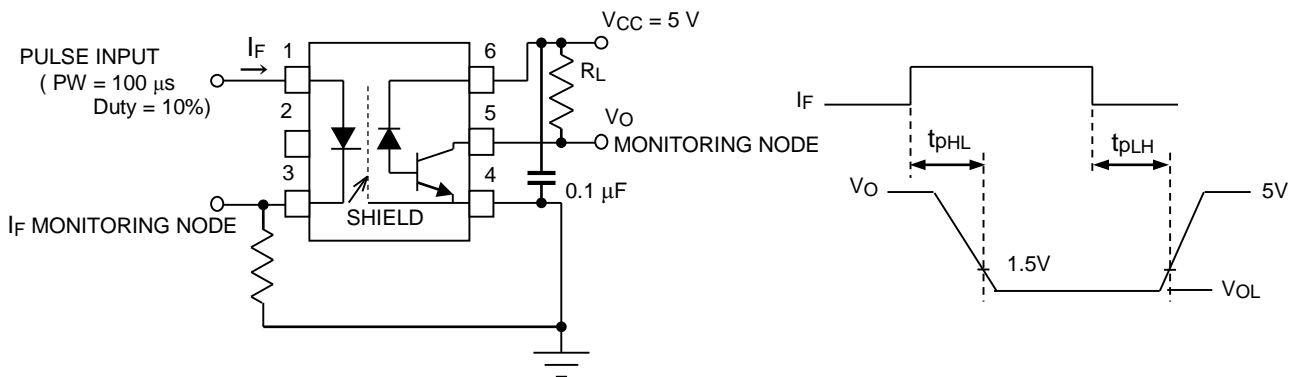 PULSE INPUT
( PW = 100 μs
Duty = 10%)
IF
1
2
3
6
5
4
SHIELD
IF MONITORING NODE
VCC = 5 V
RL
VO
MONITORING NODE
0.1 μF
IF
tpHL
tpLH
VO
5V
1.5V
VOL